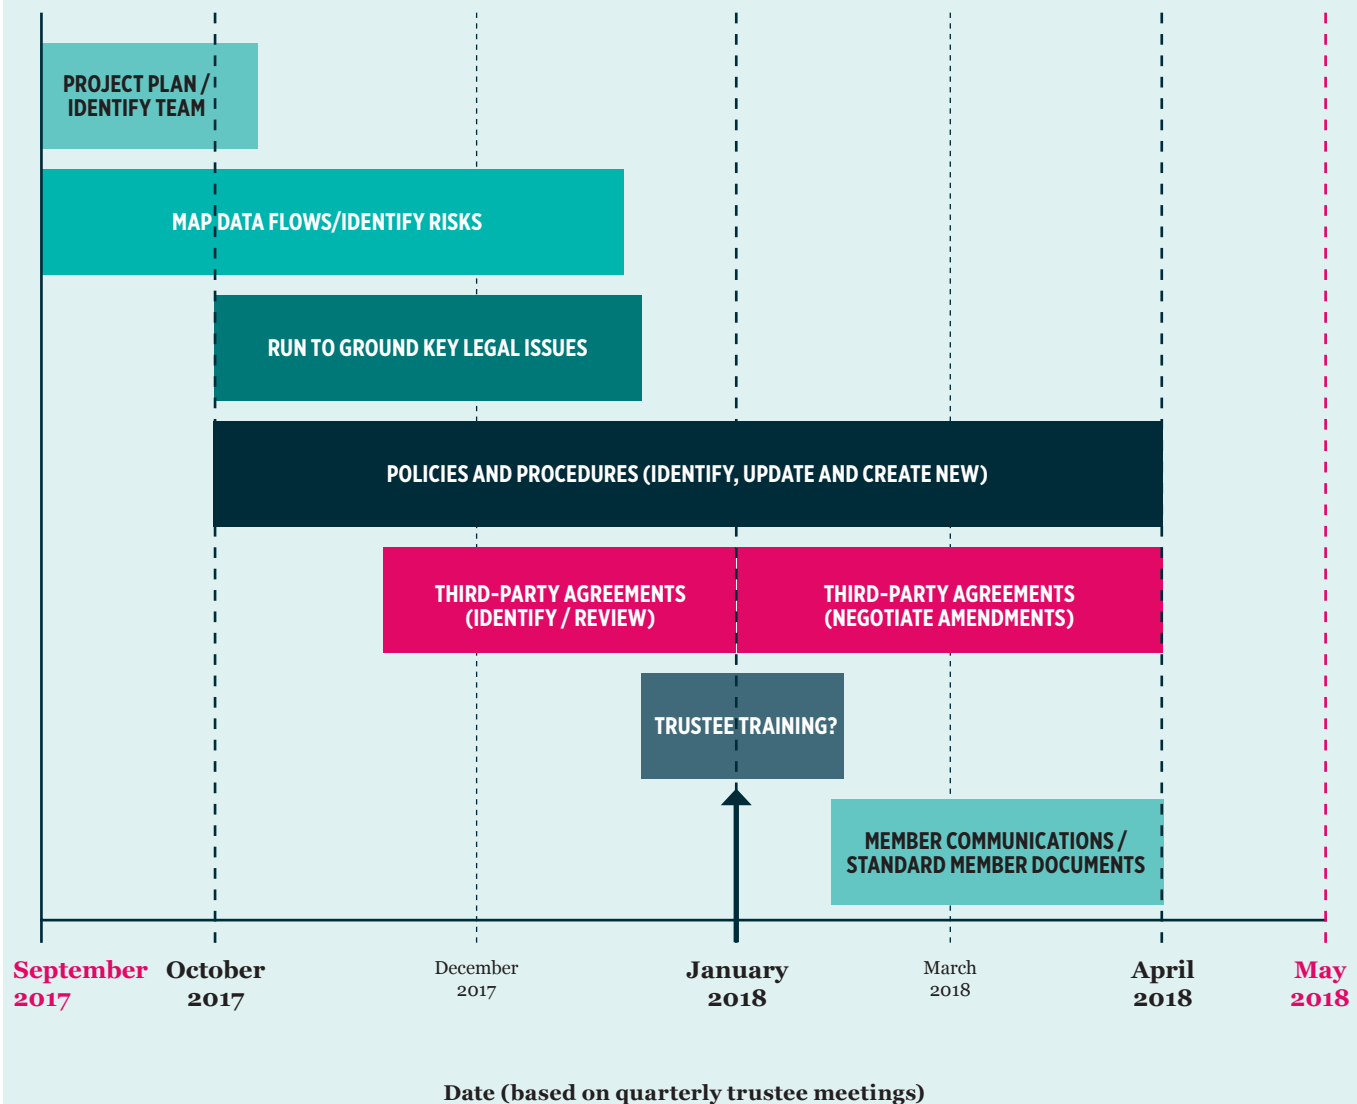 PROJECT PLAN /
IDENTIFY TEAM
MAP DATA FLOWS/IDENTIFY RISKS
RUN TO GROUND KEY LEGAL ISSUES
POLICIES AND PROCEDURES (IDENTIFY, UPDATE AND CREATE NEW)
THIRD-PARTY AGREEMENTS
(IDENTIFY / REVIEW)
THIRD-PARTY AGREEMENTS
(NEGOTIATE AMENDMENTS)
TRUSTEE TRAINING?
MEMBER COMMUNICATIONS /
STANDARD MEMBER DOCUMENTS
September
2017
October
2017
December
2017
January
2018
March
2018
April
2018
May
2018
Date (based on quarterly trustee meetings)